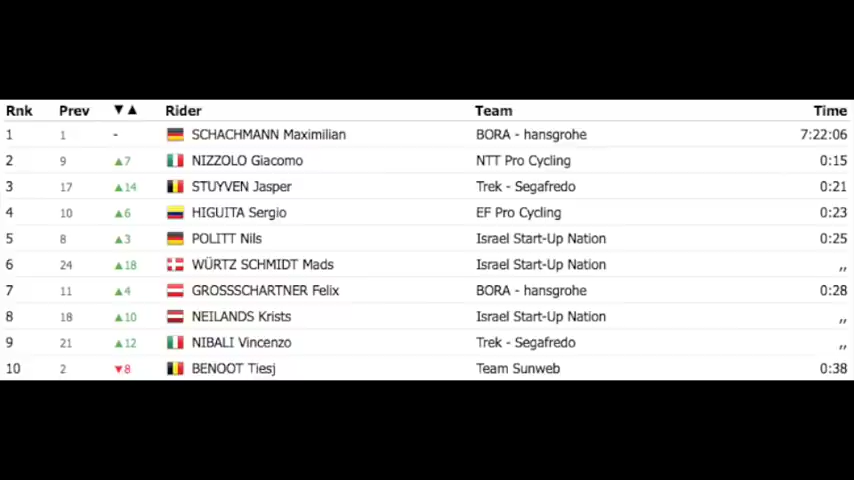 Rnk Prev ▼▲ Rider Team Time
1 1 - SCHACHMANN Maximilian BORA - hansgrohe 7:22:06
2 9 ▲7 NIZZOLO Giacomo NTT Pro Cycling 0:15
3 17 ▲14 STUYVEN Jasper Trek - Segafredo 0:21
4 10 ▲6 HIGUITA Sergio EF Pro Cycling 0:23
5 8 ▲3 POLITT Nils Israel Start-Up Nation 0:25
6 24 ▲18 WÜRTZ SCHMIDT Mads Israel Start-Up Nation ,,
7 11 ▲4 GROSSSCHARTNER Felix BORA - hansgrohe 0:28
8 18 ▲10 NEILANDS Krists Israel Start-Up Nation ,,
9 21 ▲12 NIBALI Vincenzo Trek - Segafredo ,,
10 2 ▼8 BENOOT Tiesj Team Sunweb 0:38